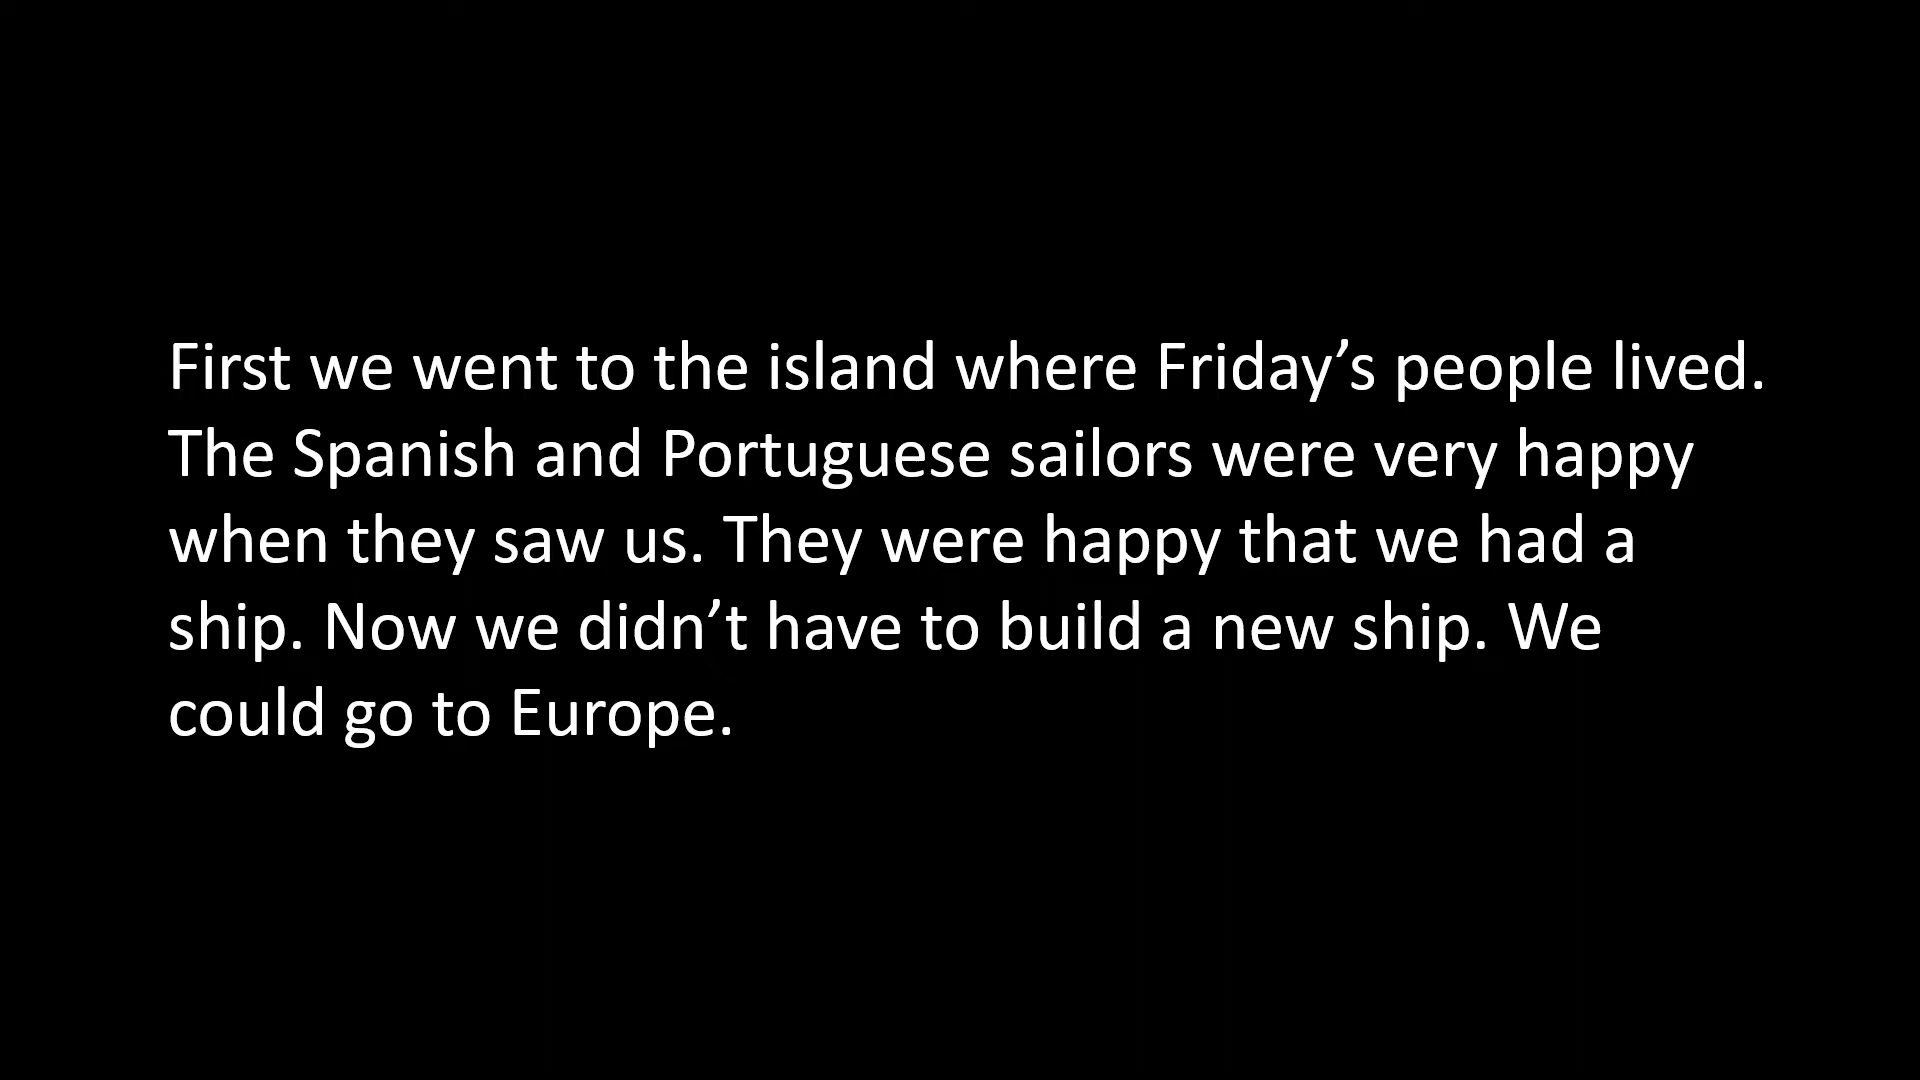 First we went to the island where Friday’s people lived.
The Spanish and Portuguese sailors were very happy
when they saw us. They were happy that we had a
ship. Now we didn’t have to build a new ship. We
could go to Europe.